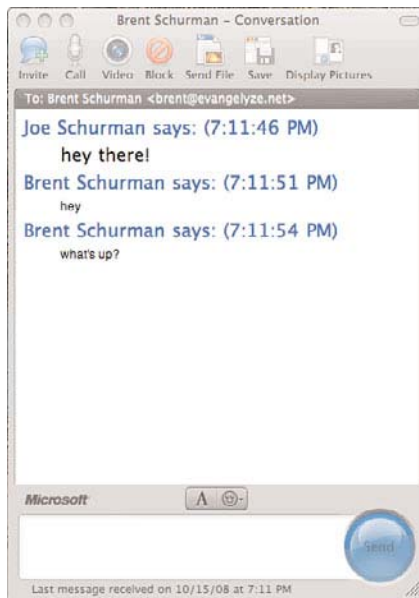 Brent Schurman – Conversation
Invite Call Video Block Send File Save Display Pictures
To: Brent Schurman <brent@evangelyze.net>
Joe Schurman says: (7:11:46 PM)
hey there!
Brent Schurman says: (7:11:51 PM)
hey
Brent Schurman says: (7:11:54 PM)
what's up?
Microsoft A
Send
Last message received on 10/15/08 at 7:11 PM